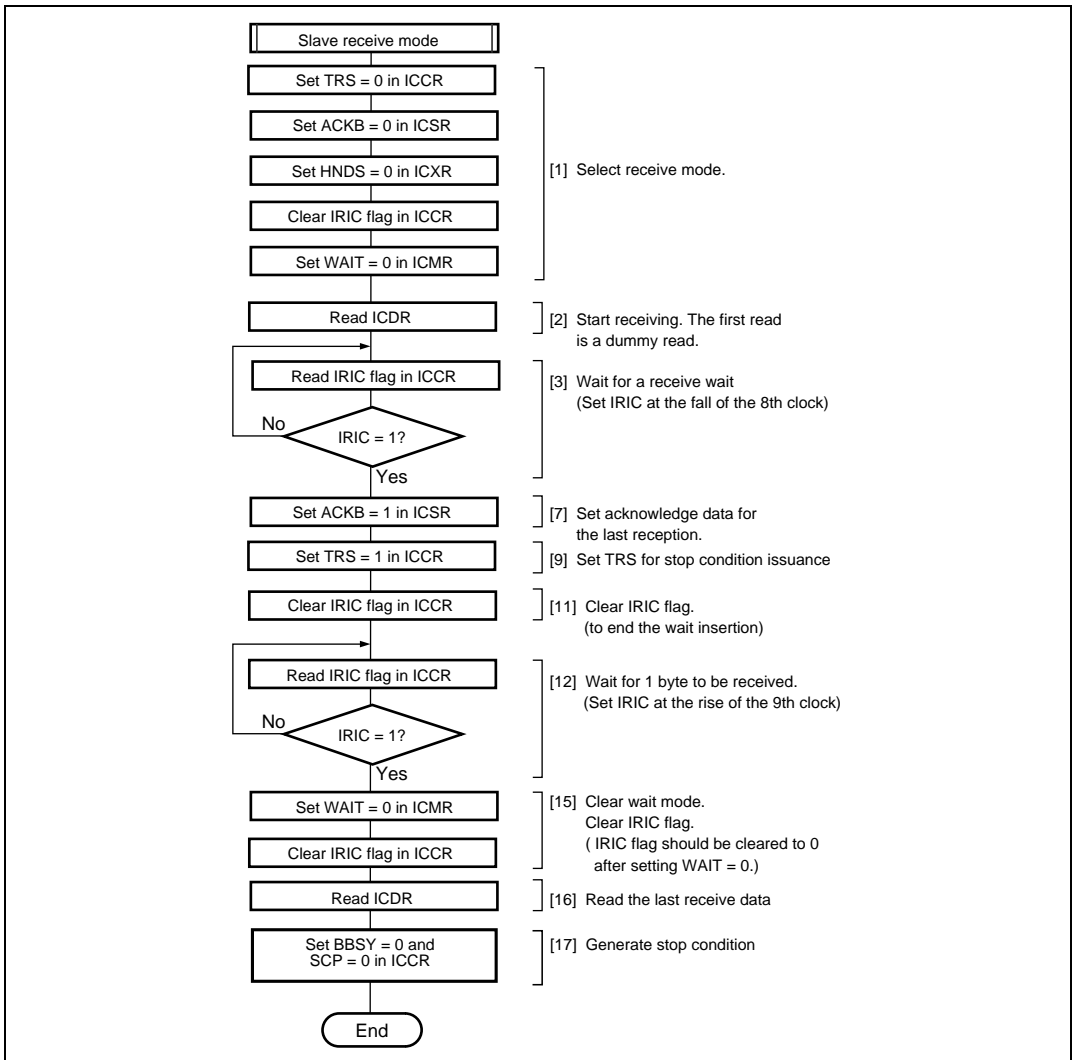 Slave receive mode
Set TRS = 0 in ICCR
Set ACKB = 0 in ICSR
Set HNDS = 0 in ICXR
[1] Select receive mode.
Clear IRIC flag in ICCR
Set WAIT = 0 in ICMR
Read ICDR
[2] Start receiving. The first read
is a dummy read.
Read IRIC flag in ICCR
[3] Wait for a receive wait
(Set IRIC at the fall of the 8th clock)
No
IRIC = 1?
Yes
Set ACKB = 1 in ICSR
[7] Set acknowledge data for
the last reception.
Set TRS = 1 in ICCR
[9] Set TRS for stop condition issuance
Clear IRIC flag in ICCR
[11] Clear IRIC flag.
(to end the wait insertion)
Read IRIC flag in ICCR
[12] Wait for 1 byte to be received.
(Set IRIC at the rise of the 9th clock)
No
IRIC = 1?
Yes
Set WAIT = 0 in ICMR
[15] Clear wait mode.
Clear IRIC flag.
( IRIC flag should be cleared to 0
after setting WAIT = 0.)
Clear IRIC flag in ICCR
Read ICDR
[16] Read the last receive data
Set BBSY = 0 and
SCP = 0 in ICCR
[17] Generate stop condition
End